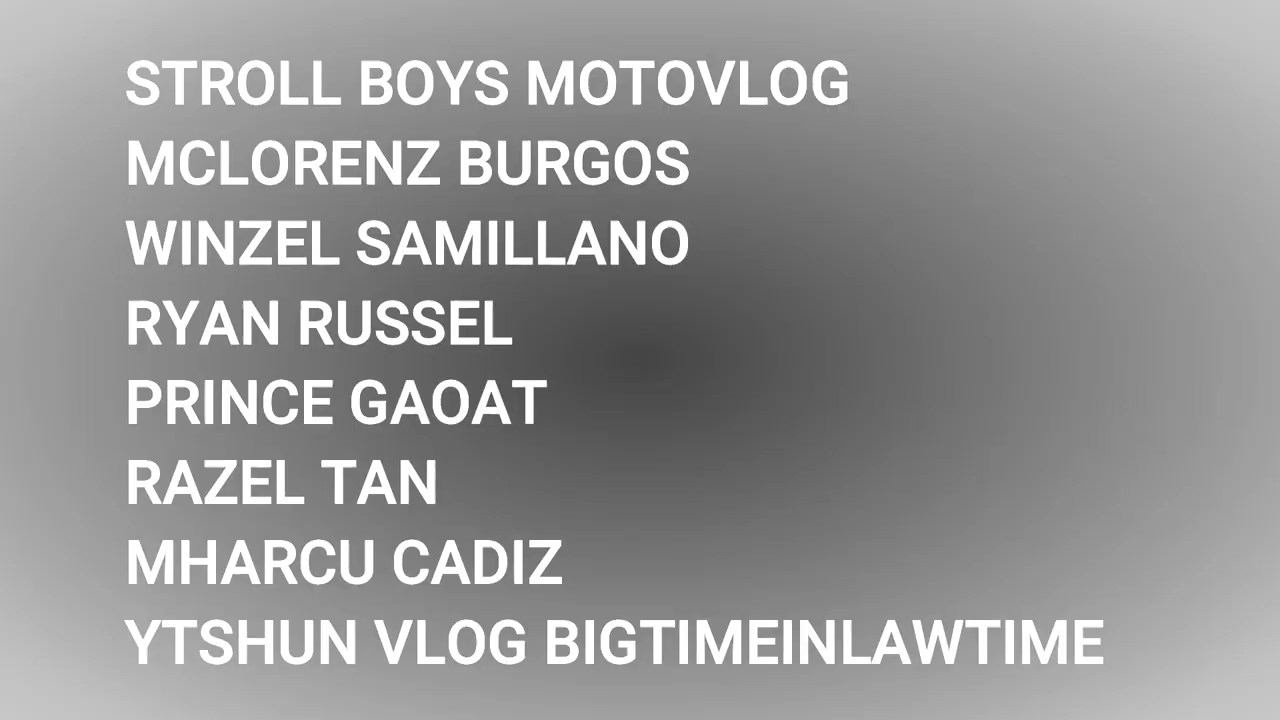 STROLL BOYS MOTOVLOG
MCLORENZ BURGOS
WINZEL SAMILLANO
RYAN RUSSEL
PRINCE GAOAT
RAZEL TAN
MHARCU CADIZ
YTSHUN VLOG BIGTIMEINLAWTIME